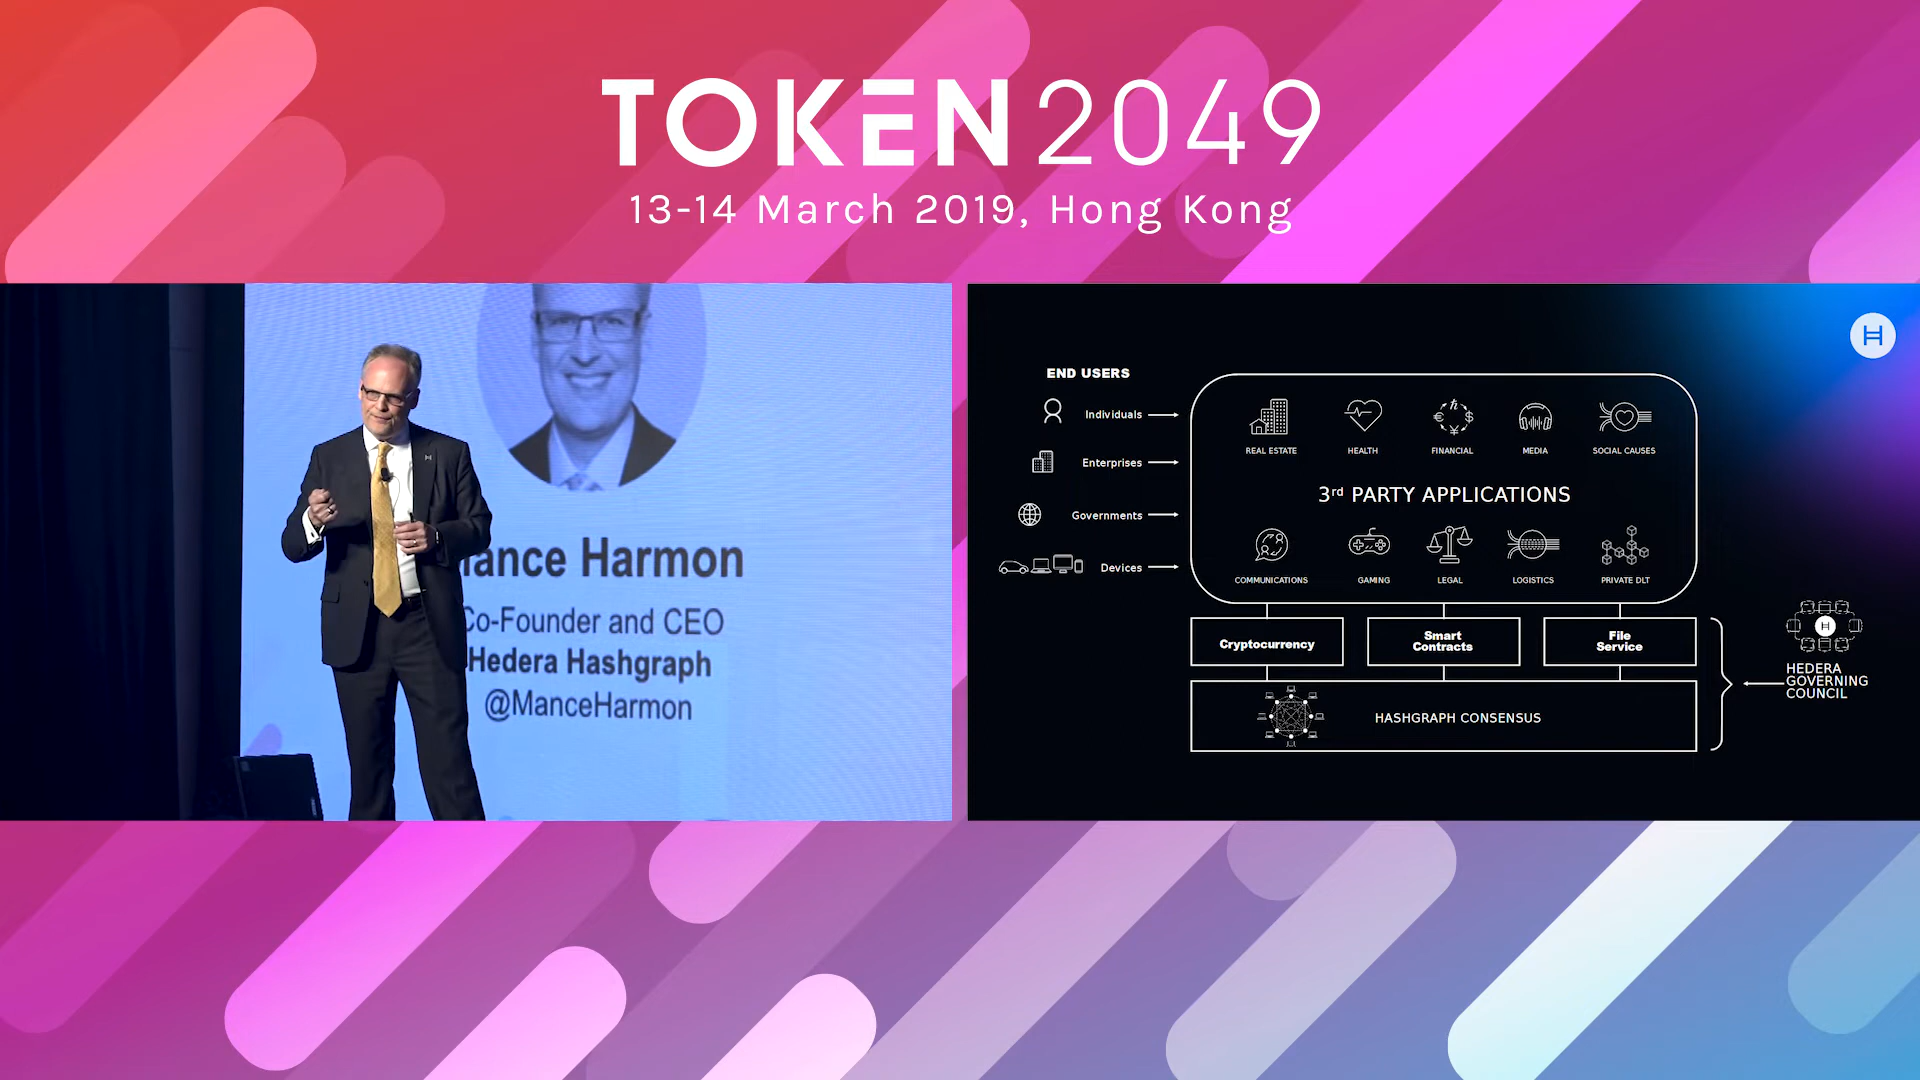 TOKEN2049
13-14 March 2019, Hong Kong
Harmon
Co-Founder and CEO
Hedera Hashgraph
@ManceHarmon
END USERS
Individuals
Enterprises
Governments
Devices
REAL ESTATE
HEALTH
FINANCIAL
MEDIA
SOCIAL CAUSES
3rd PARTY APPLICATIONS
COMMUNICATIONS
GAMING
LEGAL
LOGISTICS
PRIVATE DLT
Cryptocurrency
Smart
Contracts
File
Service
HASHGRAPH CONSENSUS
HEDERA
GOVERNING
COUNCIL